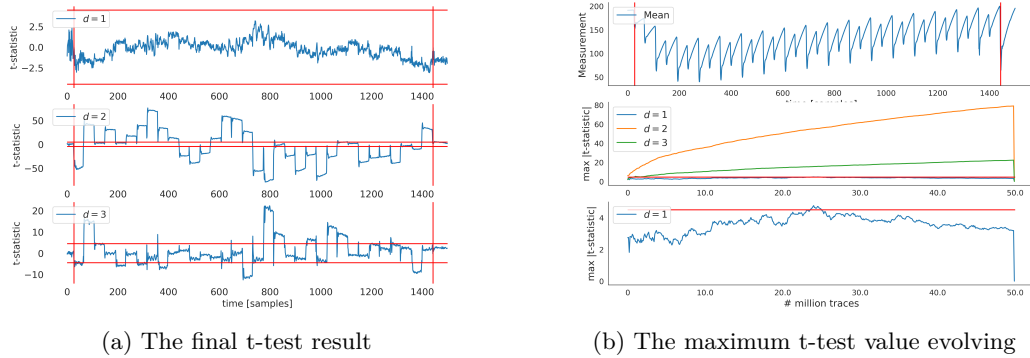 d = 1
2.5
0.0
−2.5
t-statistic
0 200 400 600 800 1000 1200 1400
d = 2
50
0
−50
t-statistic
0 200 400 600 800 1000 1200 1400
d = 3
20
10
0
−10
t-statistic
0 200 400 600 800 1000 1200 1400
time [samples]
(a) The final t-test result
Mean
200
150
100
50
Measurement
0 200 400 600 800 1000 1200 1400
time [samples]
d = 1
d = 2
d = 3
80
60
40
20
0
max |t-statistic|
0 10.0 20.0 30.0 40.0 50.0
d = 1
4
2
0
max |t-statistic|
0 10.0 20.0 30.0 40.0 50.0
# million traces
(b) The maximum t-test value evolving